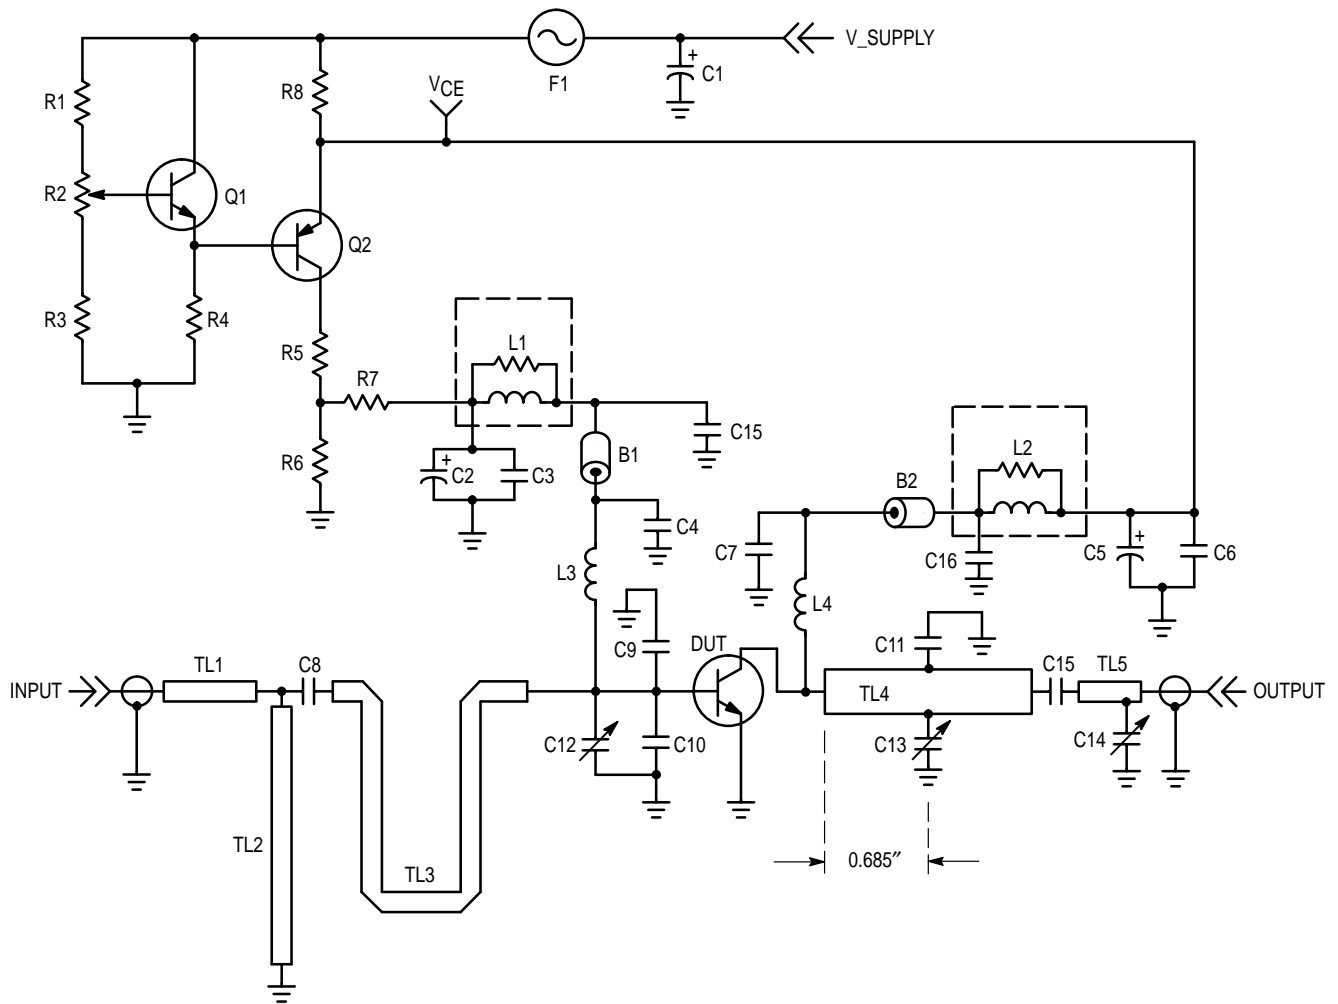 V_SUPPLY
F1
+
C1
R8
VCE
R1
R2
Q1
Q2
R3
R4
R5
R7
L1
R6
+
C2
C3
B1
C15
C4
L3
C9
DUT
C7
L4
B2
L2
C16
C5
+
C6
C11
INPUT
TL1
C8
TL4
C15
TL5
OUTPUT
C12
C10
C13
C14
TL2
TL3
0.685″